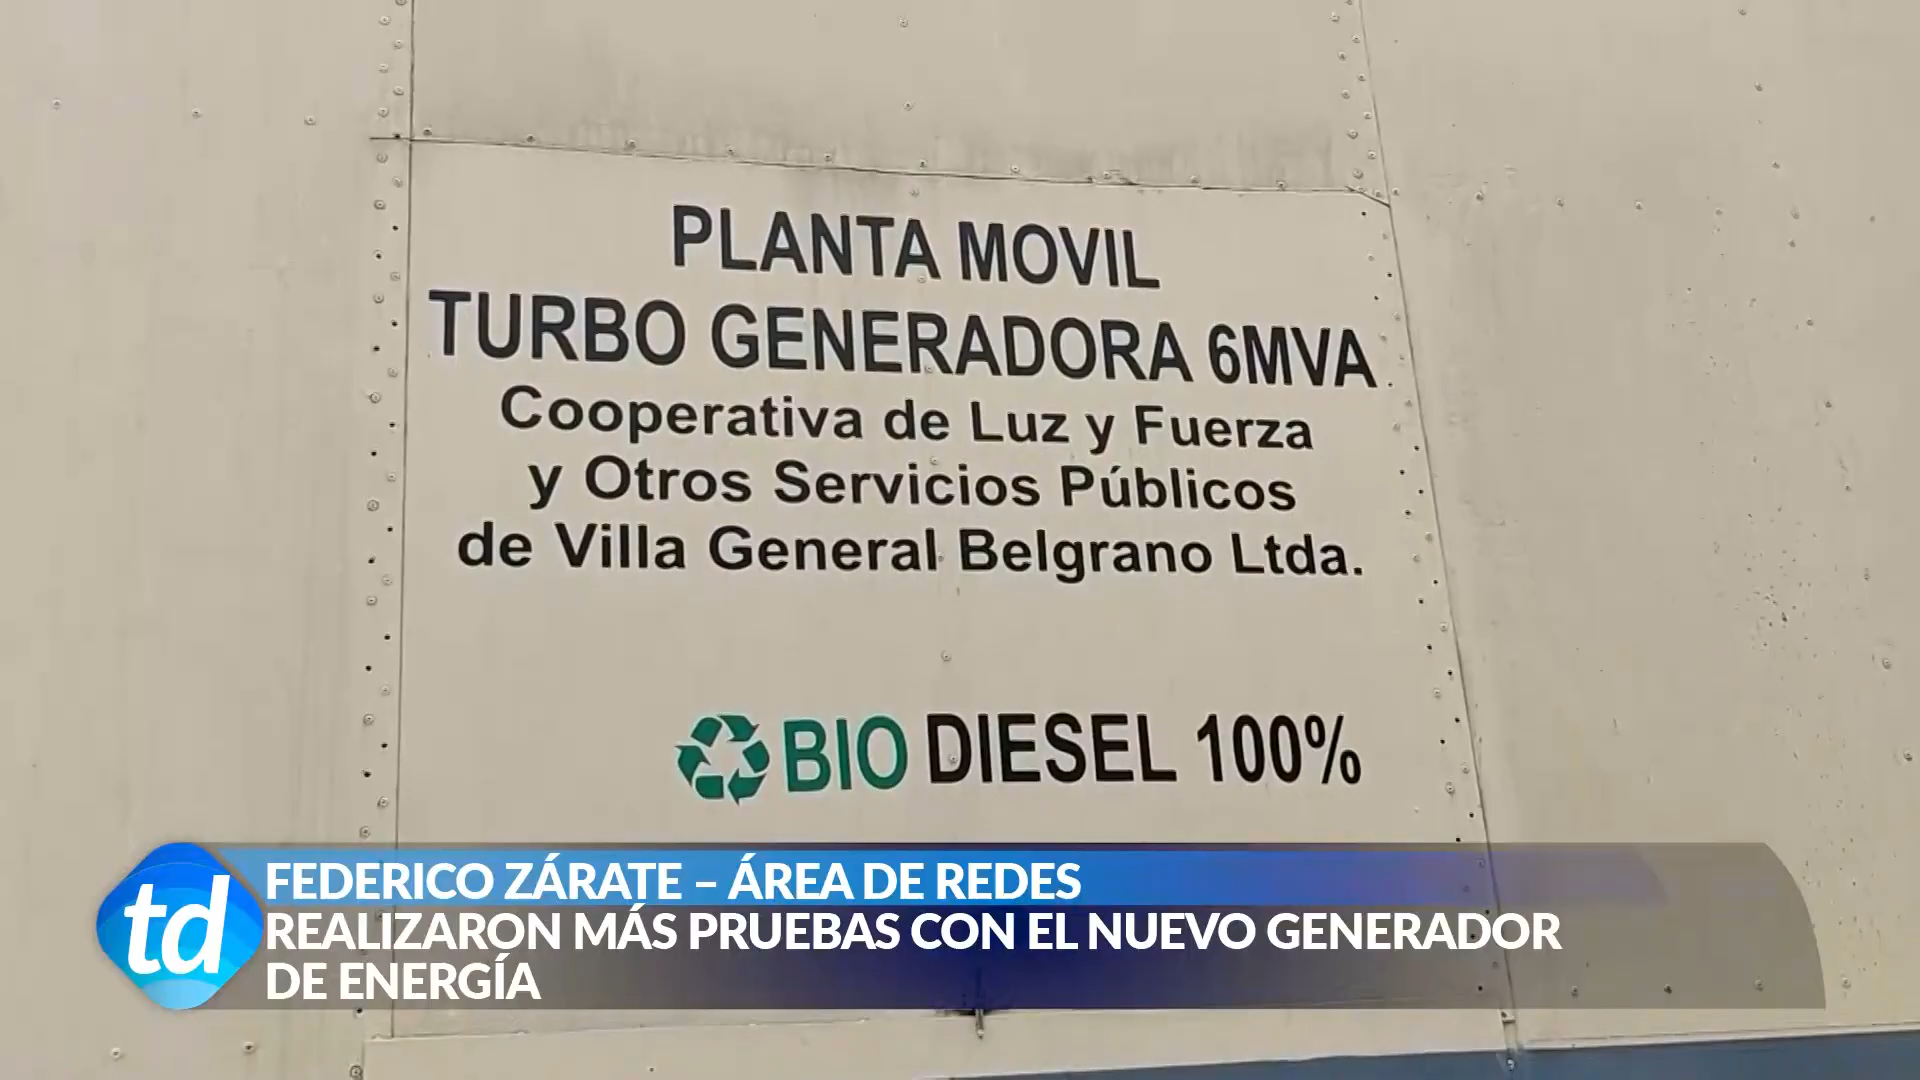 PLANTA MOVIL
TURBO GENERADORA 6MVA
Cooperativa de Luz y Fuerza
y Otros Servicios Públicos
de Villa General Belgrano Ltda.
BIO DIESEL 100%
td
FEDERICO ZÁRATE – ÁREA DE REDES
REALIZARON MÁS PRUEBAS CON EL NUEVO GENERADOR
DE ENERGÍA